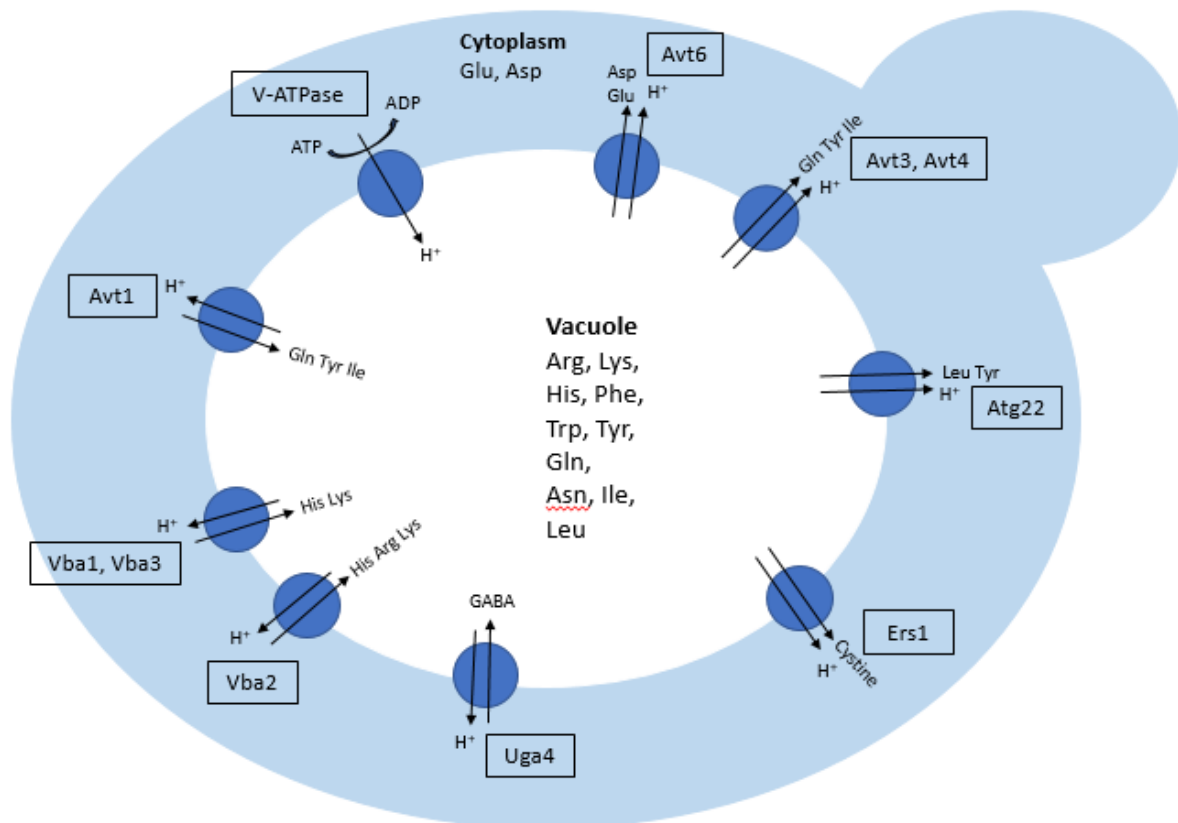 Cytoplasm
Glu, Asp
Avt6
Asp
Glu
H⁺
V-ATPase
ADP
ATP
H⁺
Gln Tyr Ile
H⁺
Avt3, Avt4
Avt1
H⁺
Gln Tyr Ile
Vacuole
Arg, Lys,
His, Phe,
Trp, Tyr,
Gln,
Asn, Ile,
Leu
Leu Tyr
H⁺
Atg22
His Lys
H⁺
Vba1, Vba3
His Arg Lys
H⁺
Vba2
GABA
H⁺
Uga4
Cystine
H⁺
Ers1